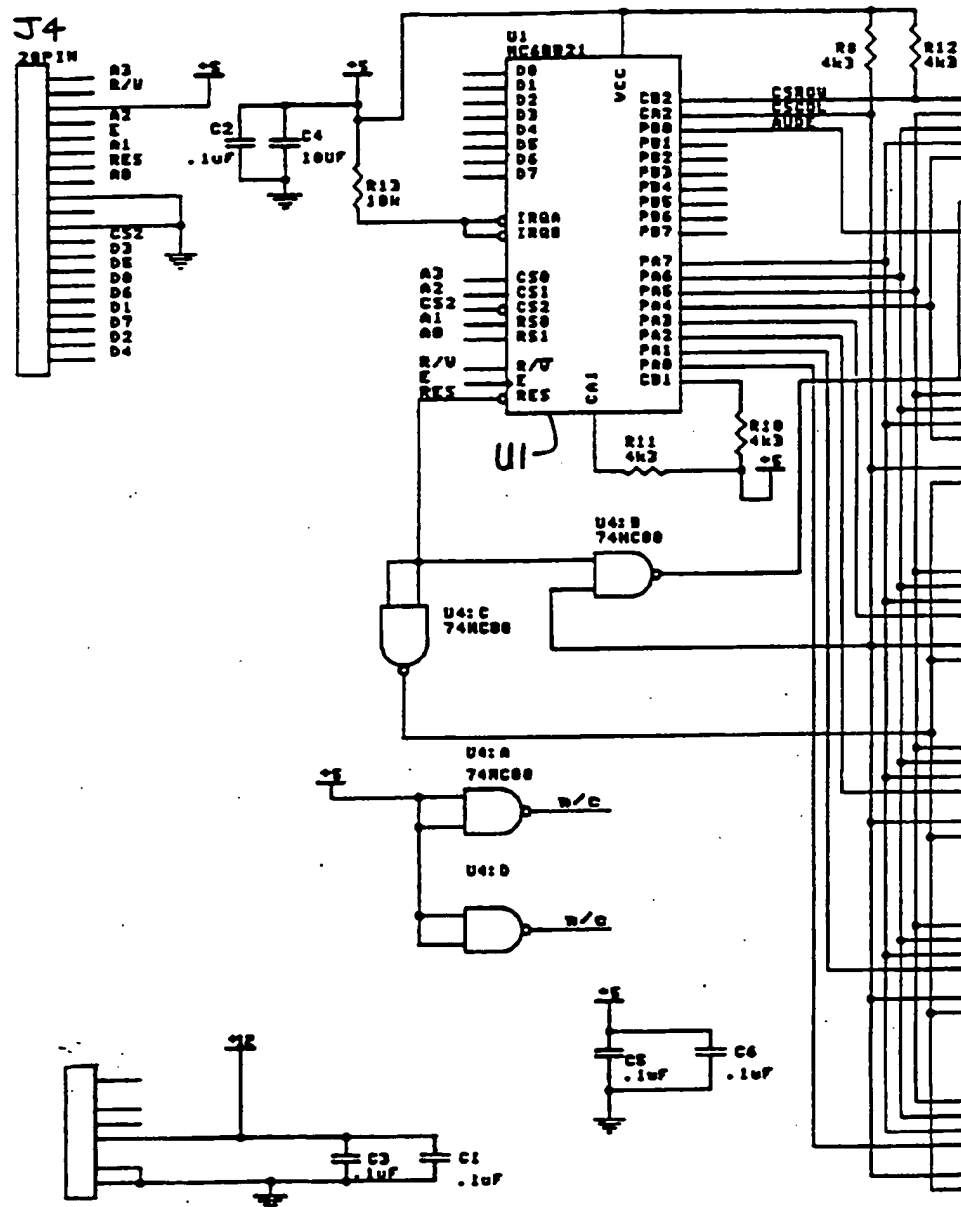 J4
20PIN
A3
R/W
+5
A2
E
A1
RES
A0
CS2
D3
D5
D0
D6
D1
D7
D2
D4
+5
C2
.1uF
C4
10UF
R13
10K
U1
MC68B21
D0
D1
D2
D3
D4
D5
D6
D7
IRQA
IRQB
A3 CS0
A2 CS1
CS2 CS2
A1 RS0
A0 RS1
R/W R/W
E E
RES RES
VCC
CA1
CB2 CSROW
CA2 CSCOL
PB0
PB1
PB2
PB3
PB4
PB5
PB6
PB7
PA7
PA6
PA5
PA4
PA3
PA2
PA1
PA0
CB1
R12
4k3
4k3
U1
R11
4k3
R10
4k3
+5
U4:B
74HC00
U4:C
74HC00
U4:A
74HC00
+5
n/c
U4:D
n/c
+5
C5
.1uF
C6
.1uF
+12
C3
.1uF
C1
.1uF